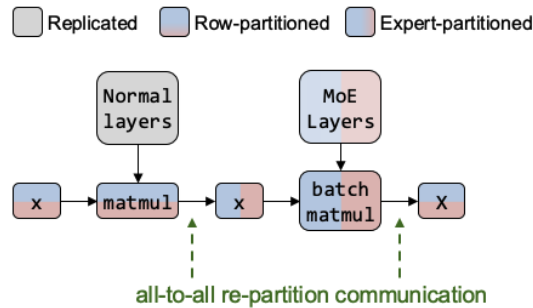 Replicated
Row-partitioned
Expert-partitioned
Normal
layers
MoE
Layers
x
matmul
x
batch
matmul
X
all-to-all re-partition communication